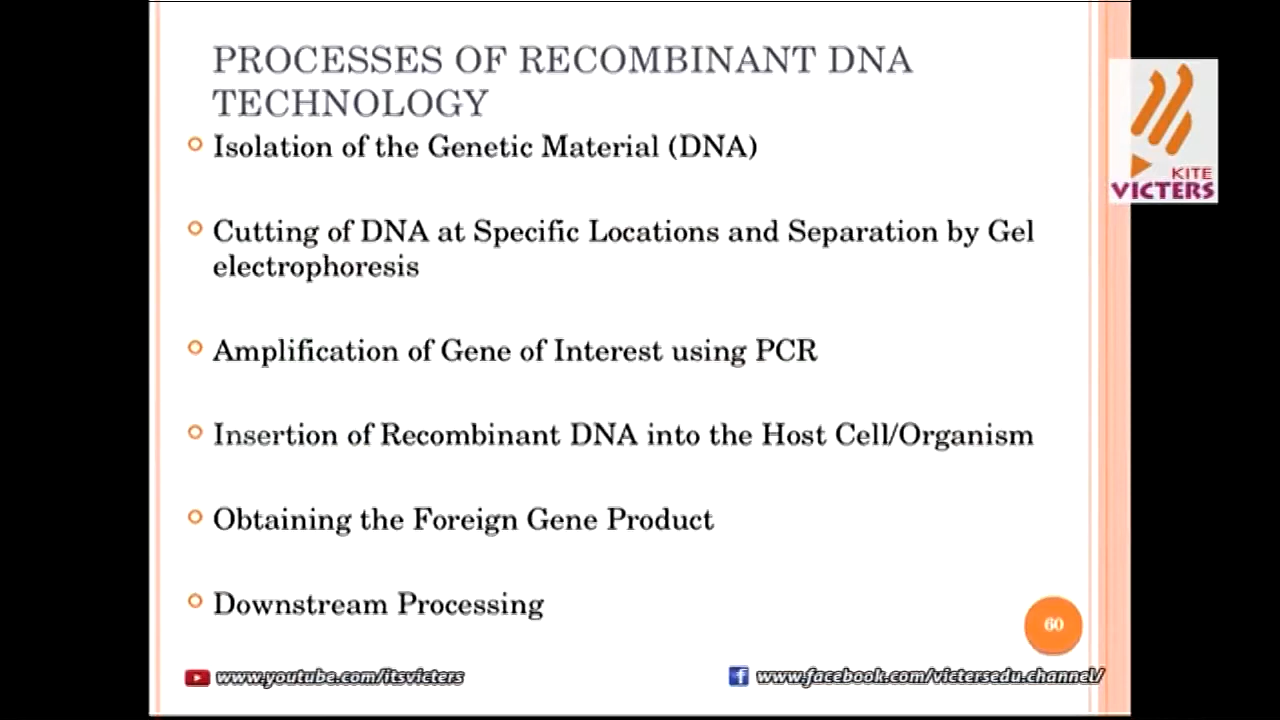 PROCESSES OF RECOMBINANT DNA
TECHNOLOGY
Isolation of the Genetic Material (DNA)
Cutting of DNA at Specific Locations and Separation by Gel
electrophoresis
Amplification of Gene of Interest using PCR
Insertion of Recombinant DNA into the Host Cell/Organism
Obtaining the Foreign Gene Product
Downstream Processing
60
KITE
VICTERS
www.youtube.com/itsvicters
www.facebook.com/victersedu.channel/